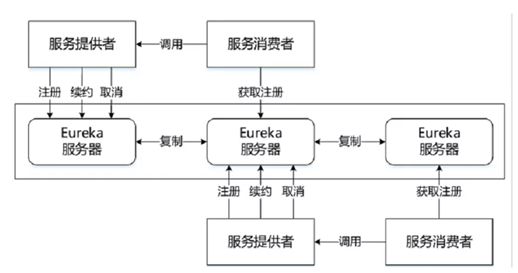 服务提供者
调用
服务消费者
注册 续约 取消
获取注册
Eureka
服务器
复制
Eureka
服务器
复制
Eureka
服务器
注册 续约 取消
获取注册
服务提供者
调用
服务消费者